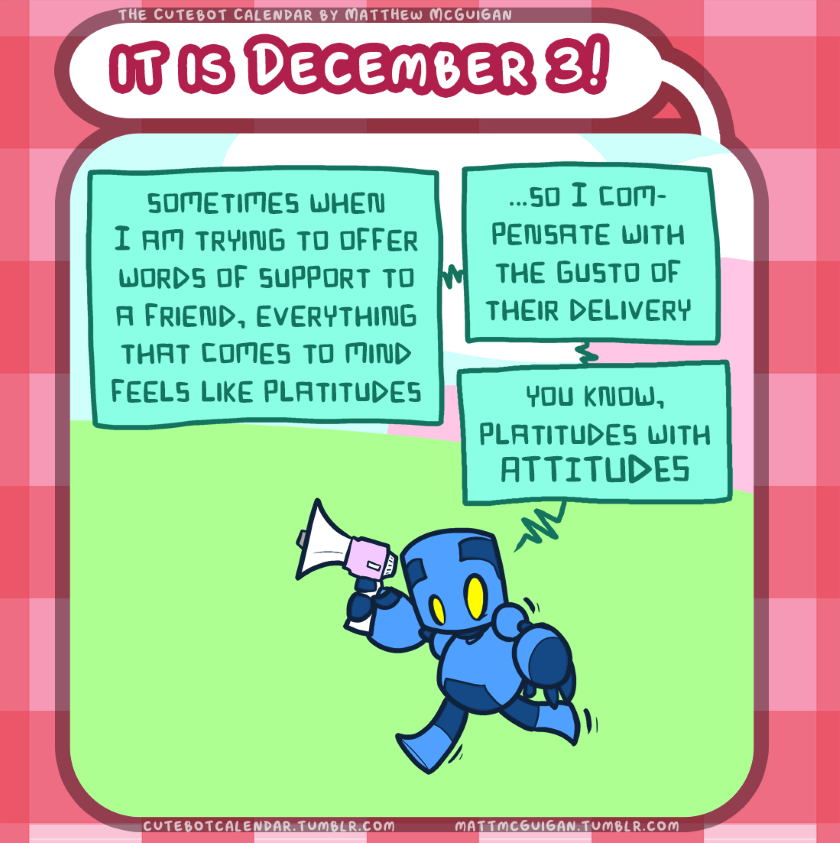 THE CUTEBOT CALENDAR BY MATTHEW MCGUIGAN
IT IS DECEMBER 3!
SOMETIMES WHEN
I AM TRYING TO OFFER
WORDS OF SUPPORT TO
A FRIEND, EVERYTHING
THAT COMES TO MIND
FEELS LIKE PLATITUDES
...SO I COM-
PENSATE WITH
THE GUSTO OF
THEIR DELIVERY
YOU KNOW,
PLATITUDES WITH
ATTITUDES
CUTEBOTCALENDAR.TUMBLR.COM
MATTMCGUIGAN.TUMBLR.COM